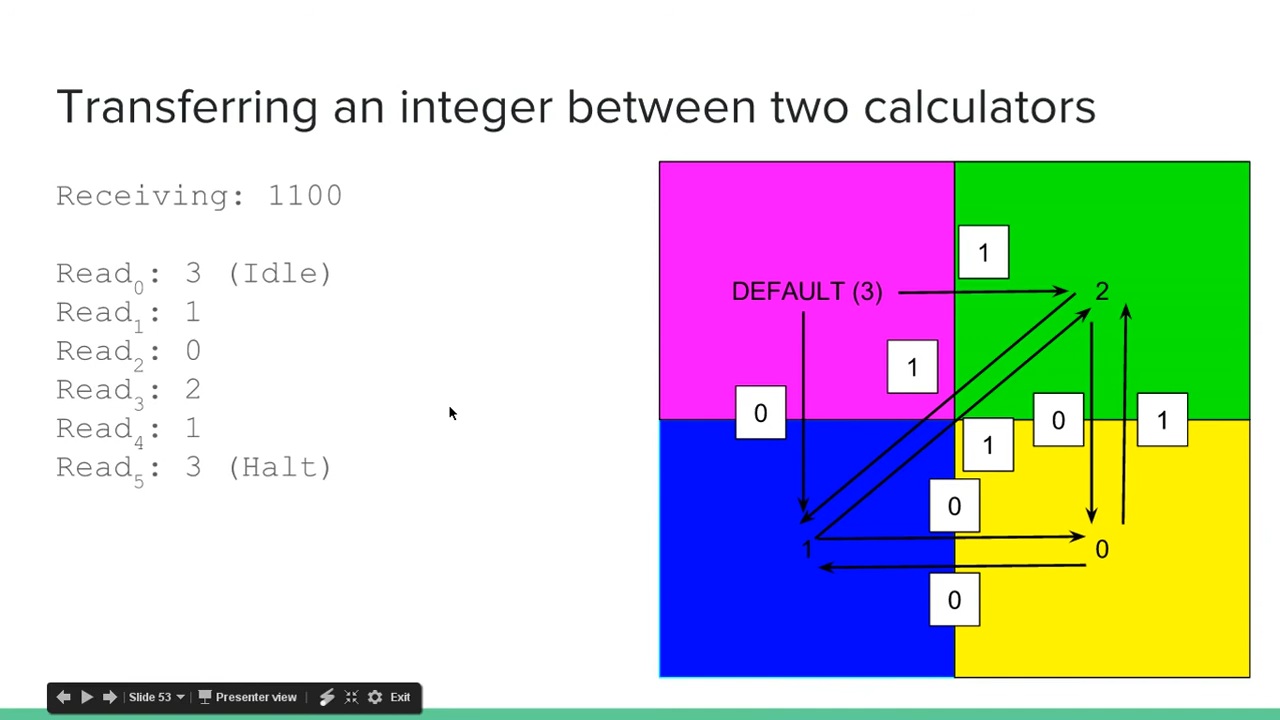 Transferring an integer between two calculators
Receiving: 1100
Read0: 3 (Idle)
Read1: 1
Read2: 0
Read3: 2
Read4: 1
Read5: 3 (Halt)
1
DEFAULT (3)
2
1
0
0
1
1
0
1
0
0
Slide 53
Presenter view
Exit